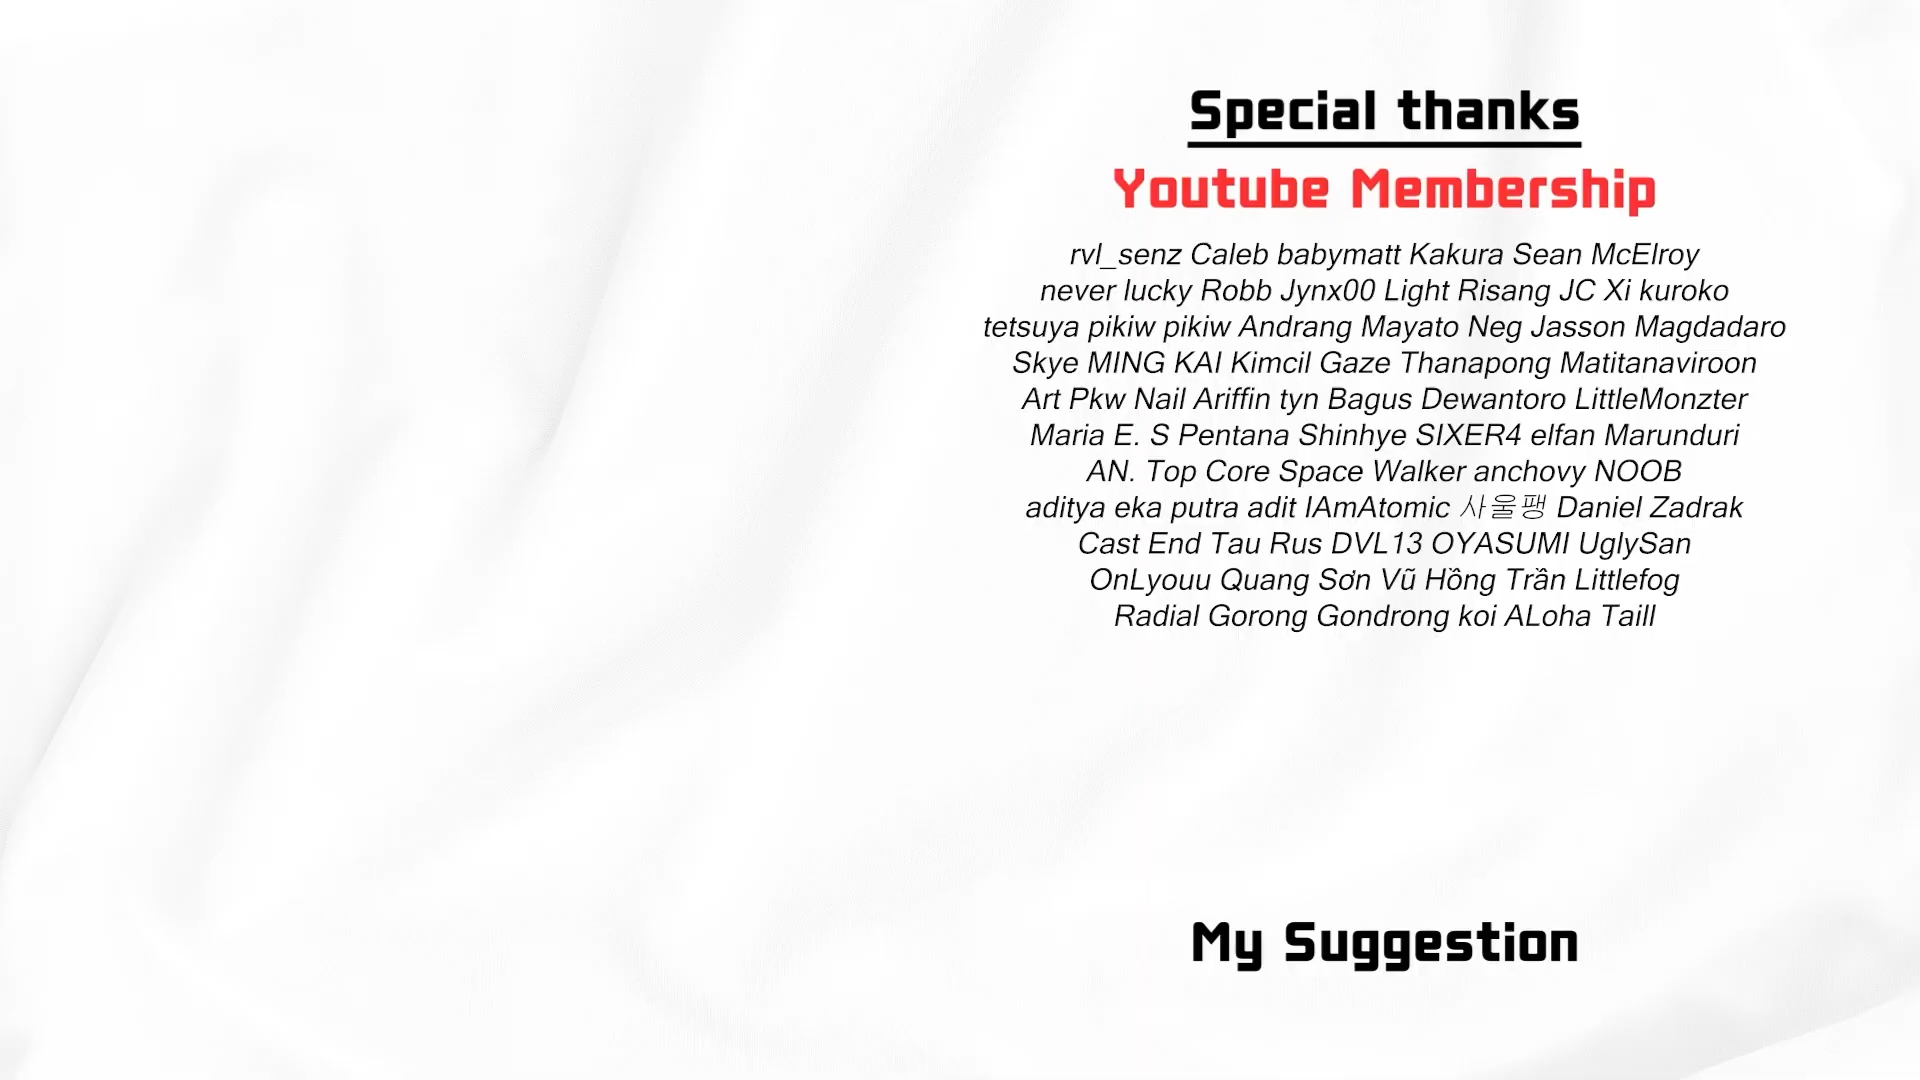 Special thanks
Youtube Membership
rvl_senz Caleb babymatt Kakura Sean McElroy
never lucky Robb Jynx00 Light Risang JC Xi kuroko
tetsuya pikiw pikiw Andrang Mayato Neg Jasson Magdadaro
Skye MING KAI Kimcil Gaze Thanapong Matitanaviroon
Art Pkw Nail Ariffin tyn Bagus Dewantoro LittleMonzter
Maria E. S Pentana Shinhye SIXER4 elfan Marunduri
AN. Top Core Space Walker anchovy NOOB
aditya eka putra adit IAmAtomic 사울팽 Daniel Zadrak
Cast End Tau Rus DVL13 OYASUMI UglySan
OnLyouu Quang Sơn Vũ Hồng Trần Littlefog
Radial Gorong Gondrong koi ALoha Taill
My Suggestion